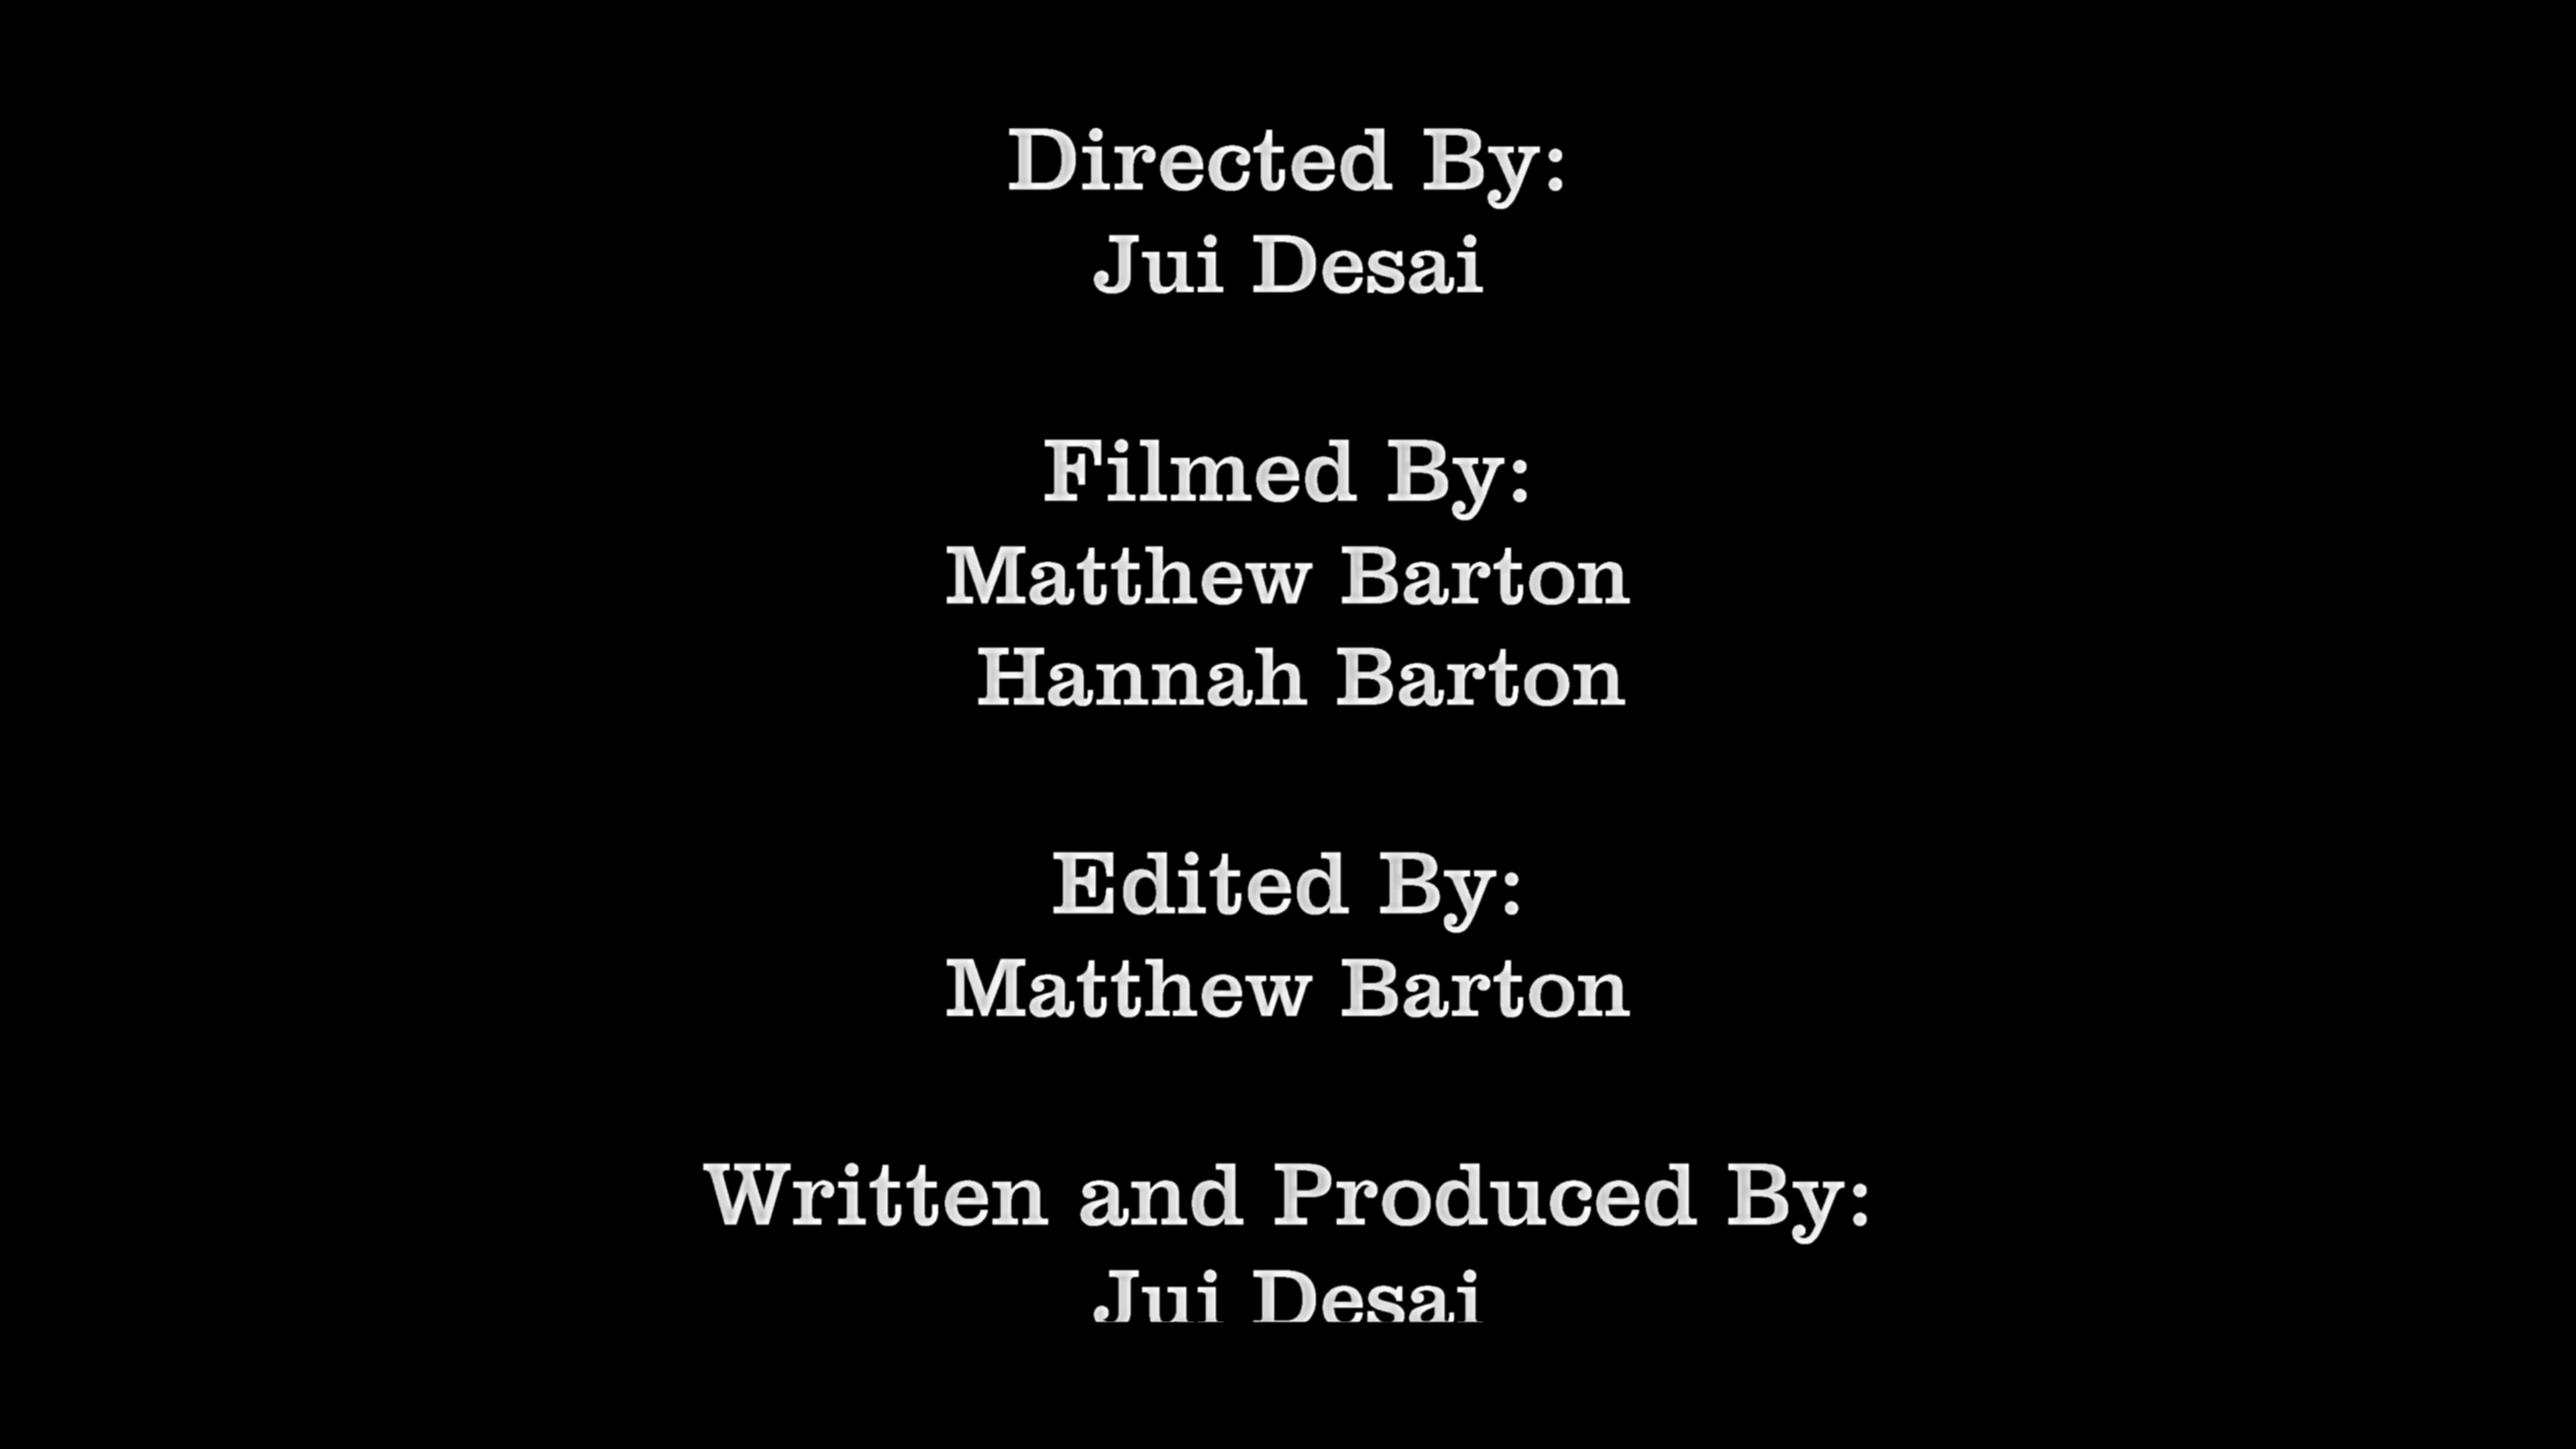 Directed By:
Jui Desai
Filmed By:
Matthew Barton
Hannah Barton
Edited By:
Matthew Barton
Written and Produced By:
Jui Desai